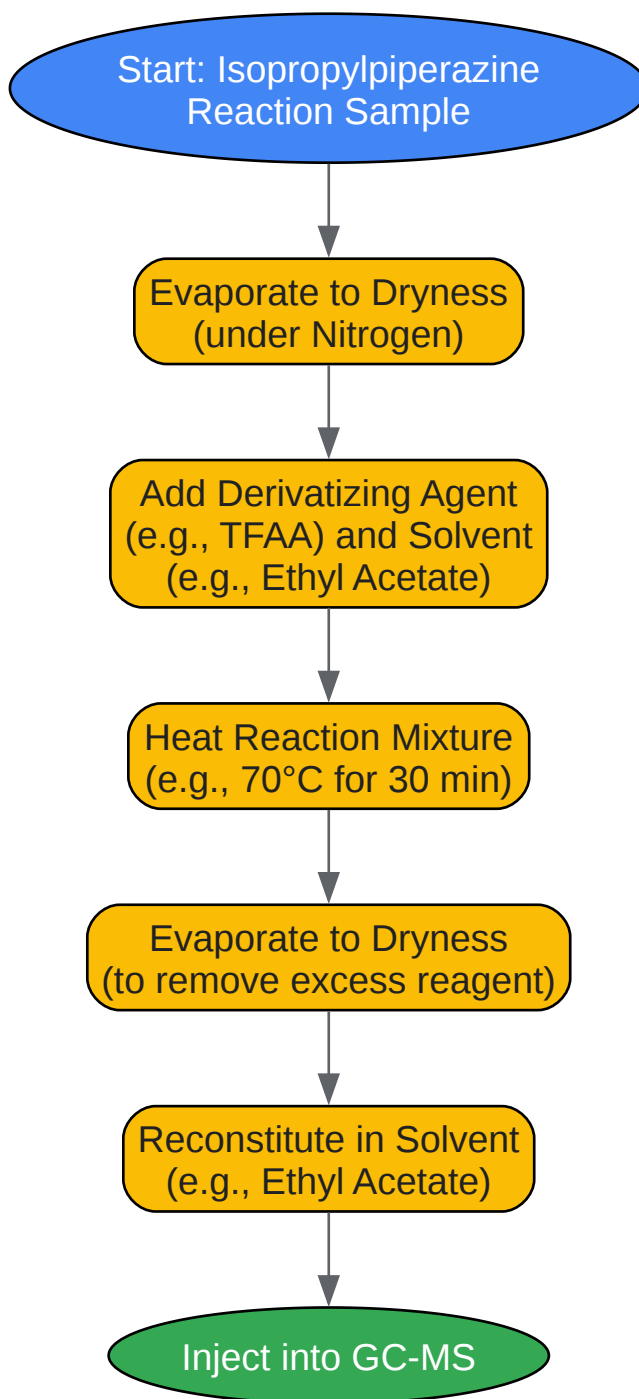 Start: Isopropylpiperazine
Reaction Sample
Evaporate to Dryness
(under Nitrogen)
Add Derivatizing Agent
(e.g., TFAA) and Solvent
(e.g., Ethyl Acetate)
Heat Reaction Mixture
(e.g., 70°C for 30 min)
Evaporate to Dryness
(to remove excess reagent)
Reconstitute in Solvent
(e.g., Ethyl Acetate)
Inject into GC-MS